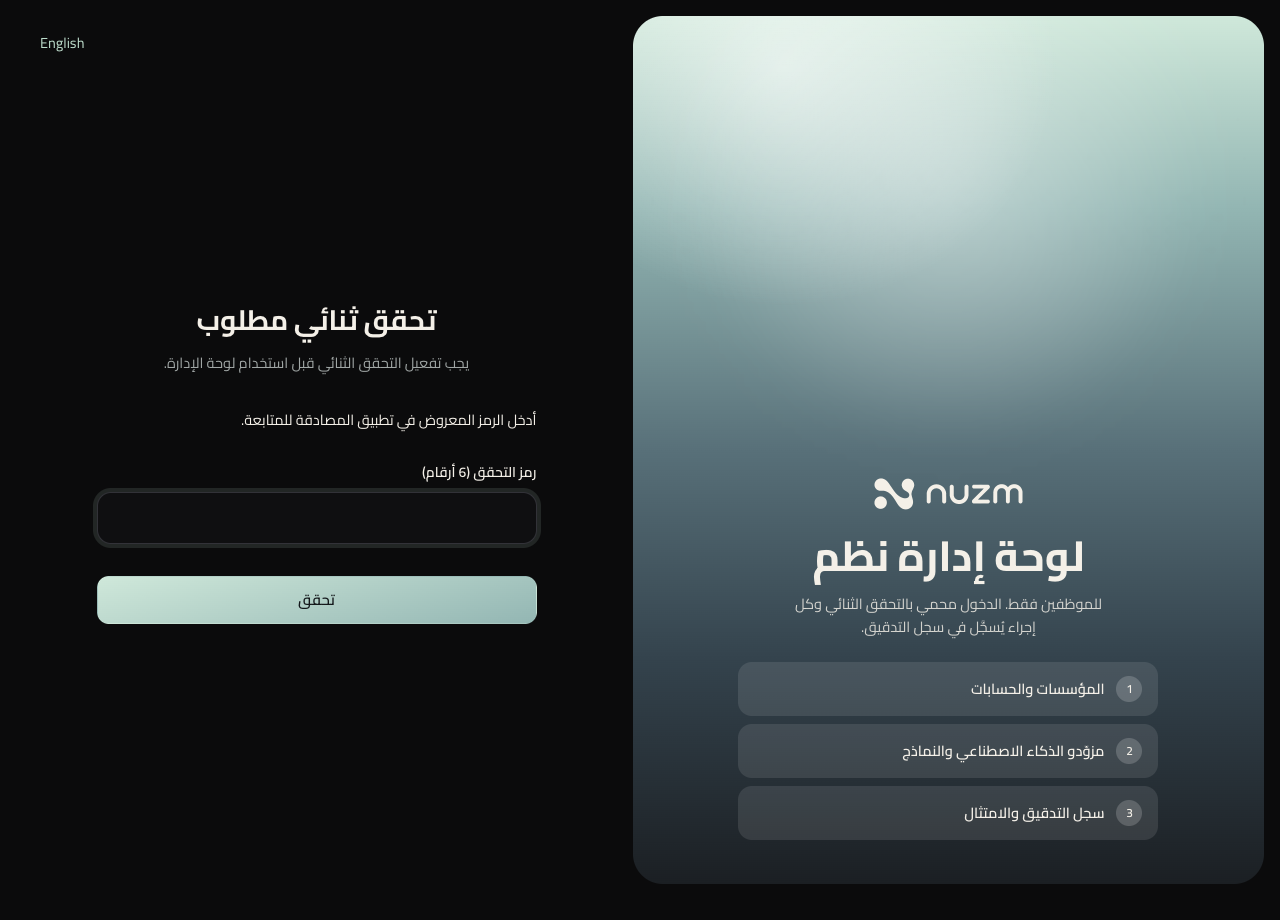 nuzm
لوحة إدارة نظم
للموظفين فقط. الدخول محمي بالتحقق الثنائي وكل
إجراء يُسجَّل في سجل التدقيق.
1 المؤسسات والحسابات
2 مزوّدو الذكاء الاصطناعي والنماذج
3 سجل التدقيق والامتثال
English
تحقق ثنائي مطلوب
يجب تفعيل التحقق الثنائي قبل استخدام لوحة الإدارة.
أدخل الرمز المعروض في تطبيق المصادقة للمتابعة.
رمز التحقق (6 أرقام)
تحقق